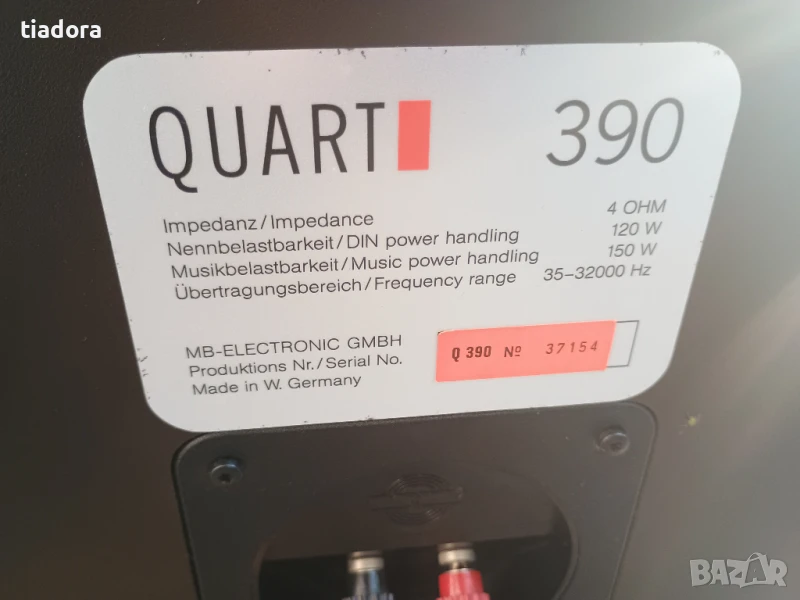 tiadora
QUART 390
Impedanz/Impedance 4 OHM
Nennbelastbarkeit/DIN power handling 120 W
Musikbelastbarkeit/Music power handling 150 W
Übertragungsbereich/Frequency range 35–32000 Hz
MB-ELECTRONIC GMBH
Produktions Nr./Serial No.
Made in W. Germany
Q 390 Nº 37154
BAZAR